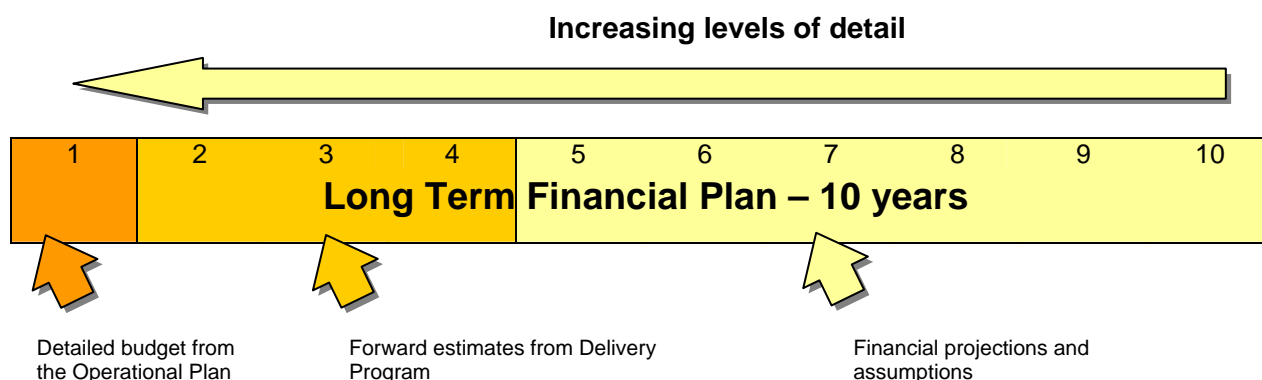 Increasing levels of detail
1 2 3 4 5 6 7 8 9 10
Long Term Financial Plan – 10 years
Detailed budget from
the Operational Plan
Forward estimates from Delivery
Program
Financial projections and
assumptions